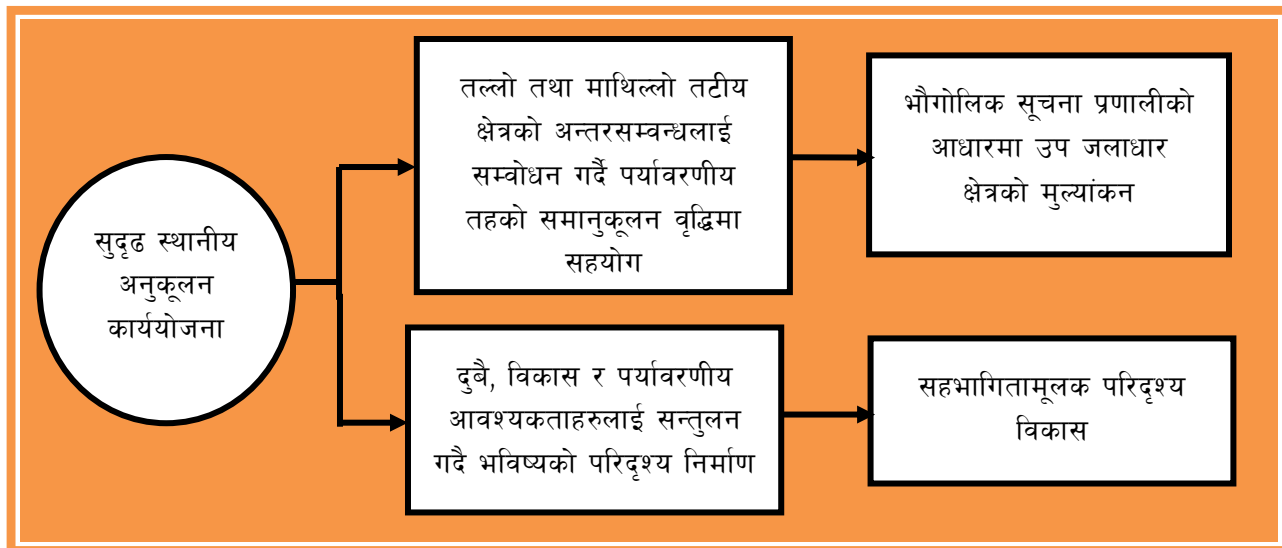 सुदृढ स्थानीय
अनुकूलन
कार्ययोजना
तल्लो तथा माथिल्लो तटीय
क्षेत्रको अन्तरसम्वन्धलाई
सम्वोधन गर्दै पर्यावरणीय
तहको समानुकूलन वृद्धिमा
सहयोग
भौगोलिक सूचना प्रणालीको
आधारमा उप जलाधार
क्षेत्रको मुल्यांकन
दुबै, विकास र पर्यावरणीय
आवश्यकताहरुलाई सन्तुलन
गदै भविष्यको परिदृश्य निर्माण
सहभागितामूलक परिदृश्य
विकास